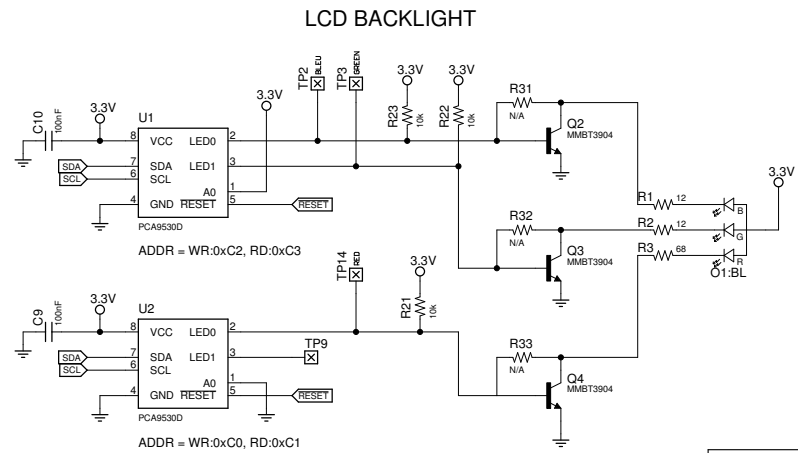 LCD BACKLIGHT
TP2 BLEU
TP3 GREEN
3.3V
3.3V
R31
N/A
3.3V
3.3V
C10
100nF
U1
8 VCC LED0 2
7 SDA LED1 3
6 SCL
A0 1
4 GND RESET 5
SDA
SCL
RESET
PCA9530D
ADDR = WR:0xC2, RD:0xC3
R23
10k
R22
10k
Q2
MMBT3904
3.3V
R1 12
B
R2 12
G
R3 68
R
O1:BL
R32
N/A
Q3
MMBT3904
TP14 RED
3.3V
R21
10k
C9
100nF
3.3V
U2
8 VCC LED0 2
7 SDA LED1 3
6 SCL
A0 1
4 GND RESET 5
SDA
SCL
RESET
TP9
PCA9530D
ADDR = WR:0xC0, RD:0xC1
R33
N/A
Q4
MMBT3904